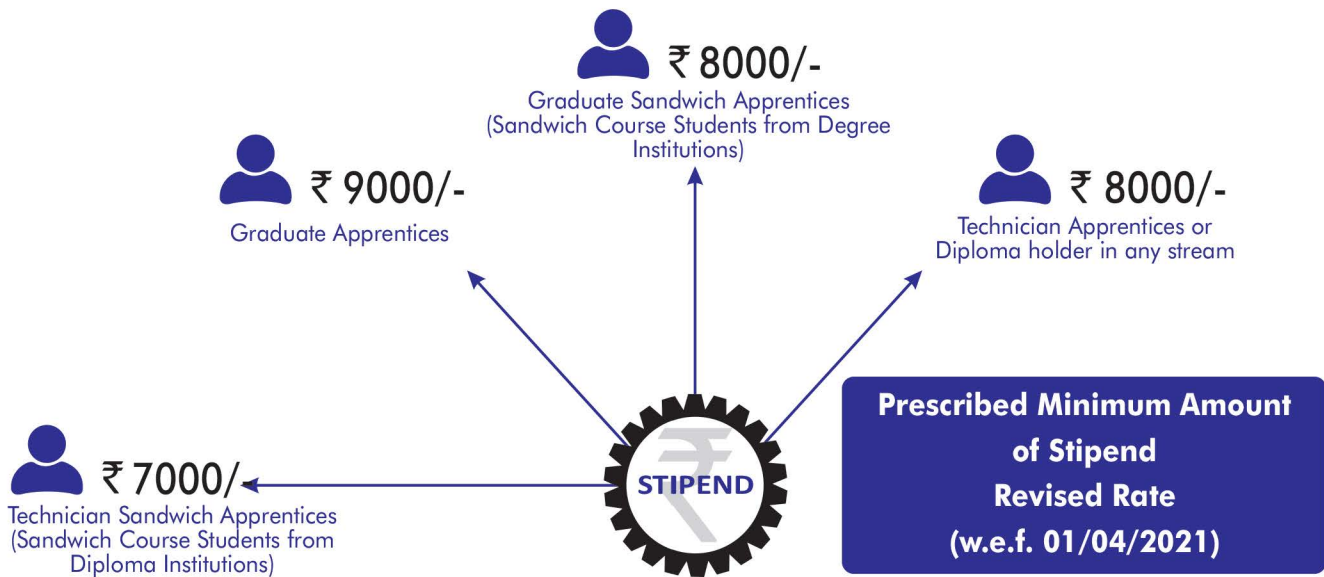 ₹ 8000/-
Graduate Sandwich Apprentices
(Sandwich Course Students from Degree
Institutions)
₹ 9000/-
Graduate Apprentices
₹ 8000/-
Technician Apprentices or
Diploma holder in any stream
₹ 7000/-
Technician Sandwich Apprentices
(Sandwich Course Students from
Diploma Institutions)
₹
STIPEND
Prescribed Minimum Amount
of Stipend
Revised Rate
(w.e.f. 01/04/2021)